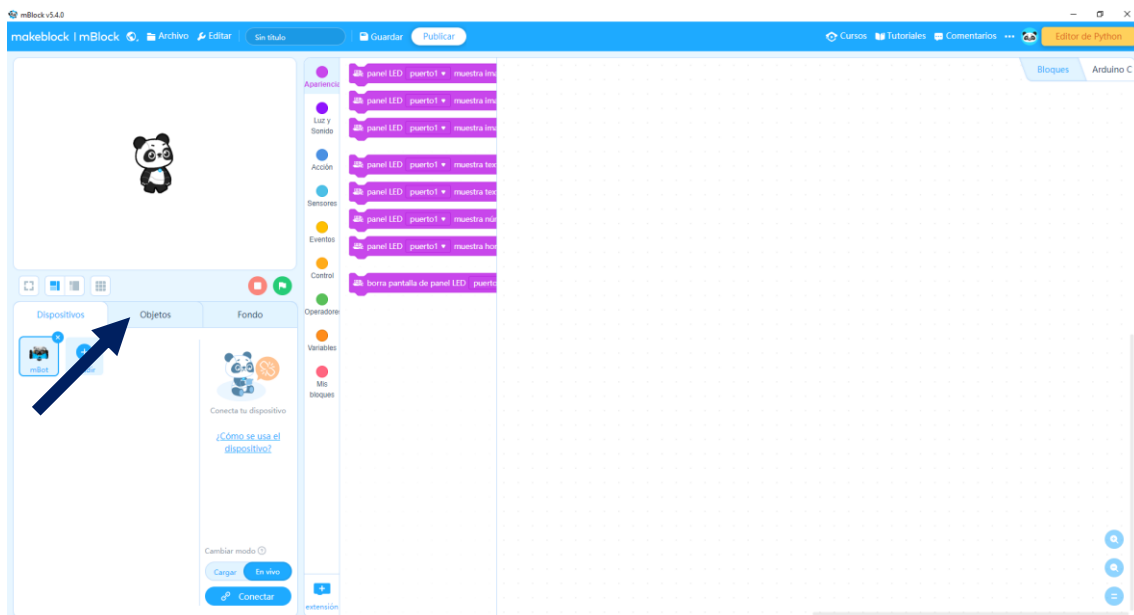 mBlock v5.4.0
makeblock | mBlock Archivo Editar Sin título Guardar Publicar Cursos Tutoriales Comentarios Editor de Python
Bloques Arduino C
Apariencia
Luz y
Sonido
Acción
Sensores
Eventos
Control
Operadores
Variables
Mis
bloques
extensión
panel LED puerto1 muestra ima
panel LED puerto1 muestra ima
panel LED puerto1 muestra ima
panel LED puerto1 muestra tex
panel LED puerto1 muestra tex
panel LED puerto1 muestra núm
panel LED puerto1 muestra hor
borra pantalla de panel LED puerto
Dispositivos Objetos Fondo
mBot
Conecta tu dispositivo
¿Cómo se usa el
dispositivo?
Cambiar modo
Cargar En vivo
Conectar